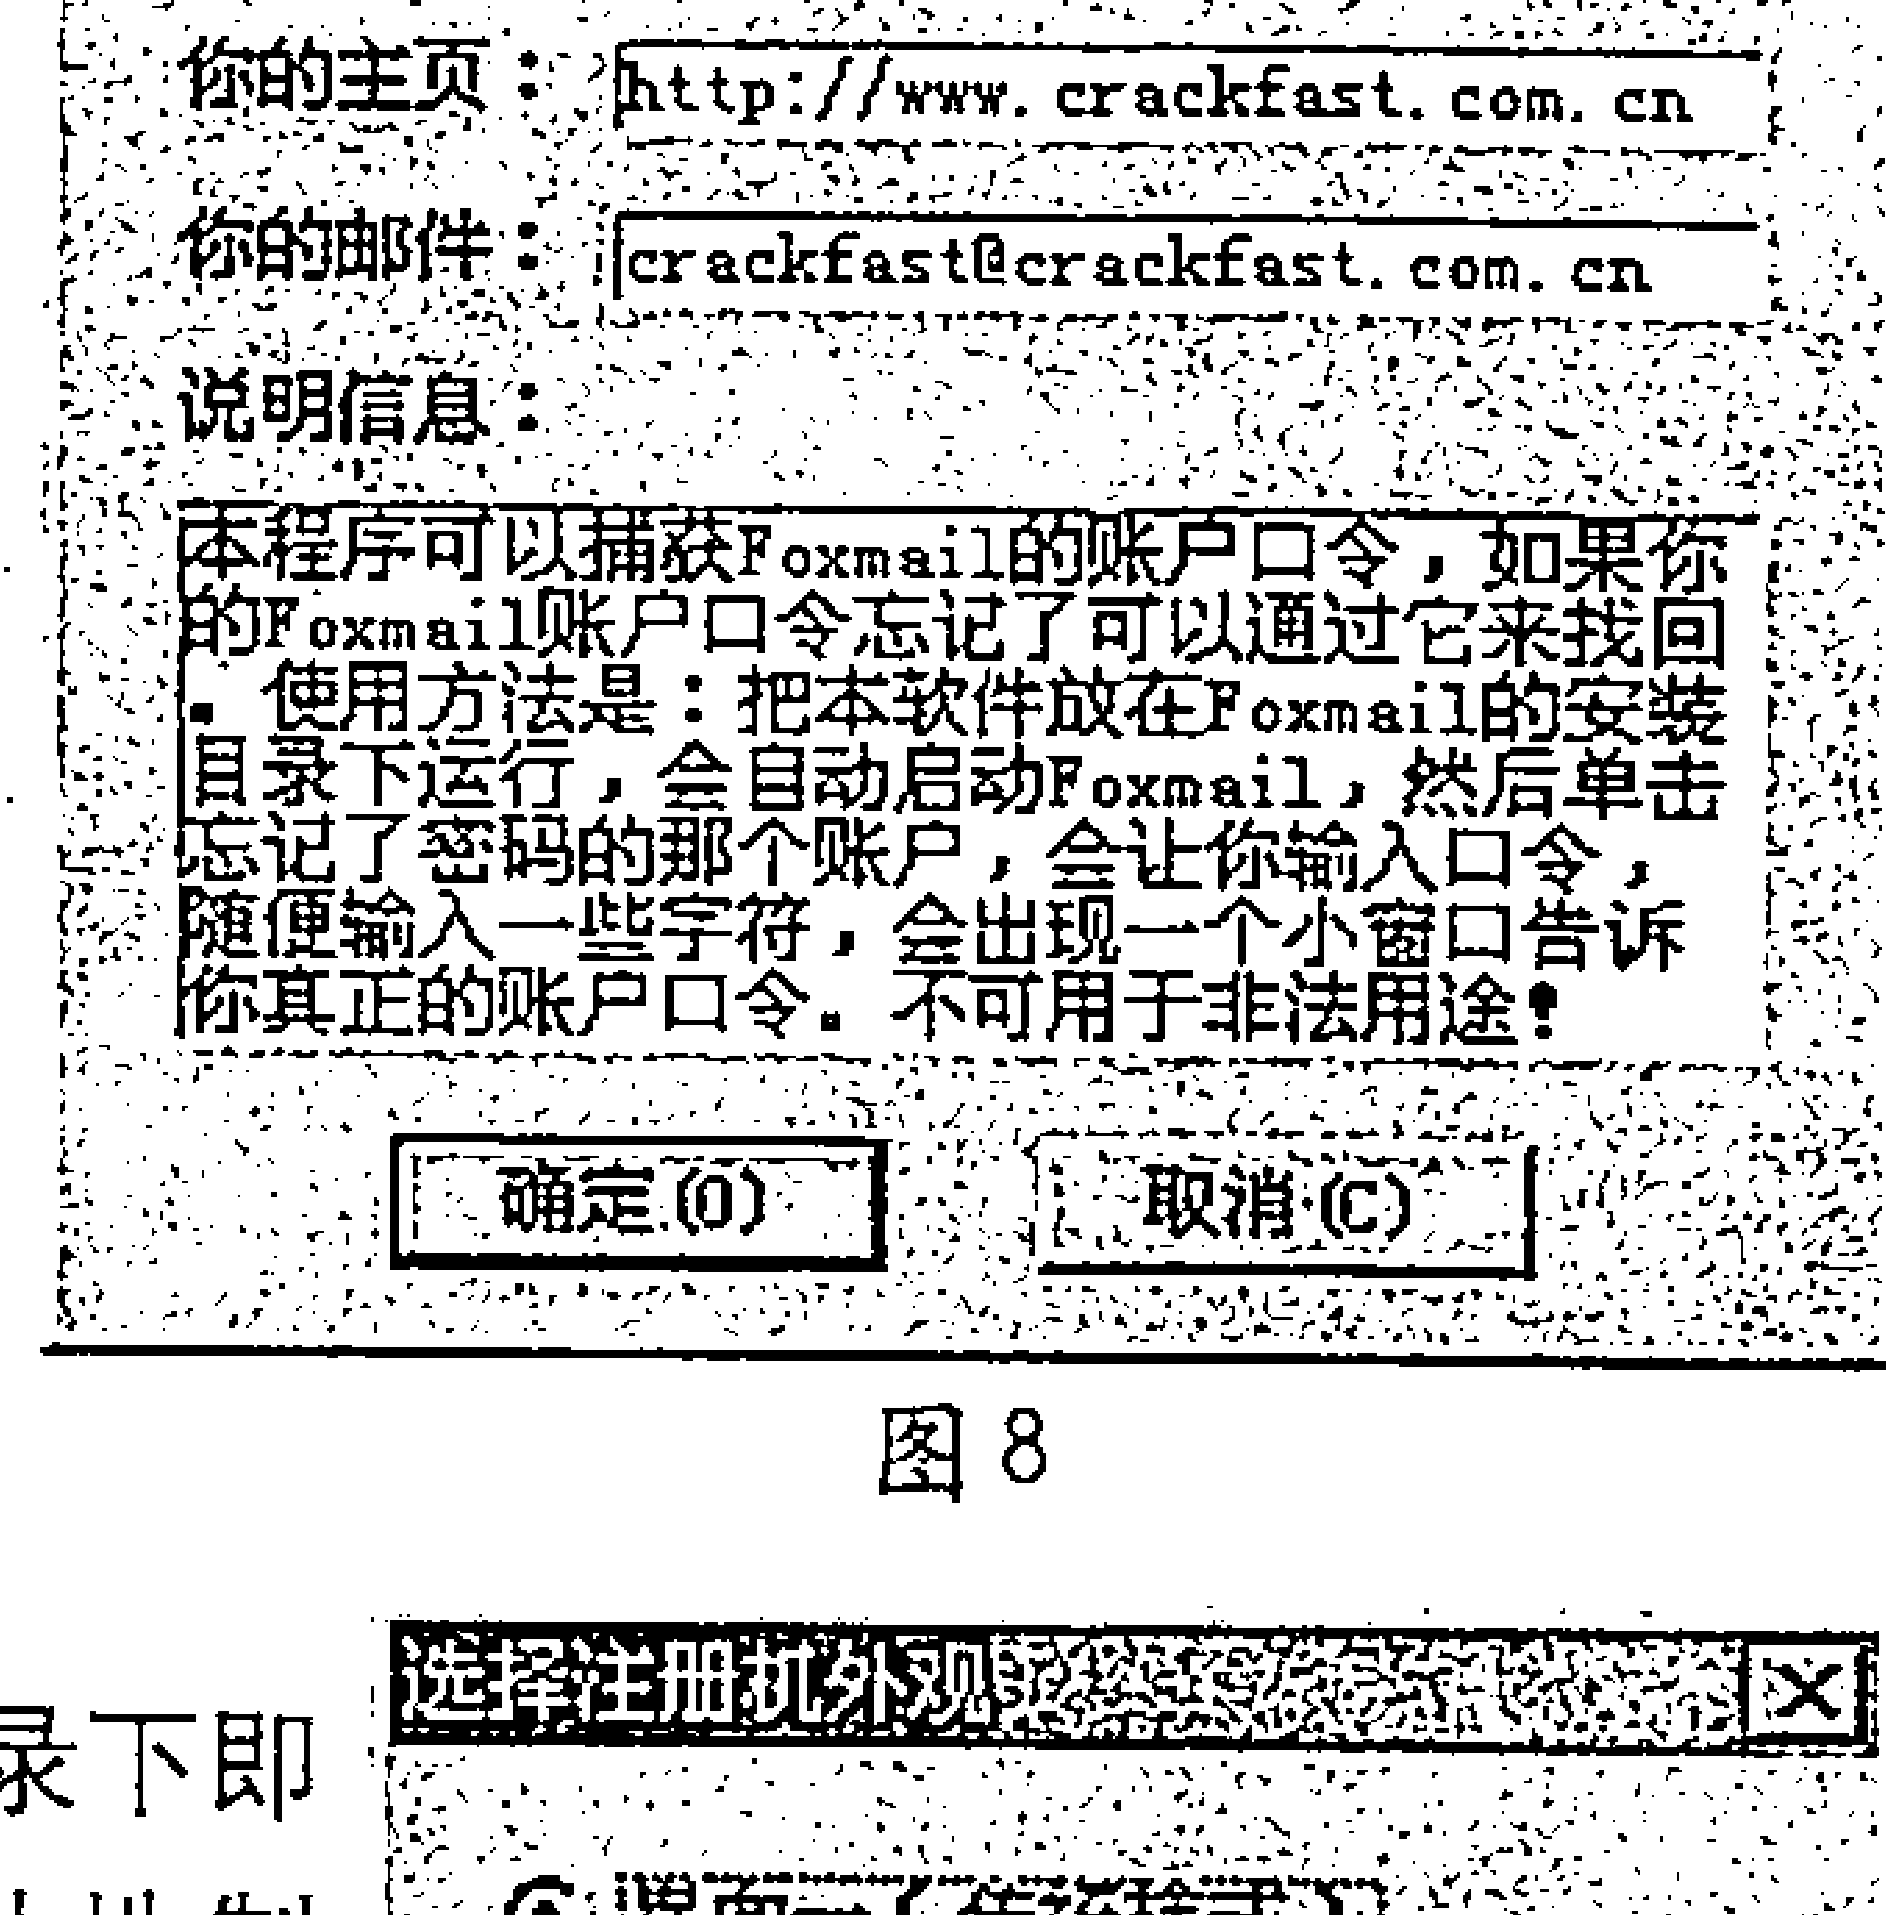 你的主页：http://www.crackfast.com.cn
你的邮件：crackfast@crackfast.com.cn
说明信息：
本程序可以捕获Foxmail的账户口令，如果你
的Foxmail账户口令忘记了可以通过它来找回
．使用方法是：把本软件放在Foxmail的安装
目录下运行，会自动启动Foxmail，然后单击
忘记了密码的那个账户，会让你输入口令，
随便输入一些字符，会出现一个小窗口告诉
你真正的账户口令．不可用于非法用途！
确定(O) 取消(C)
图 8
选择注册机外观
录下即